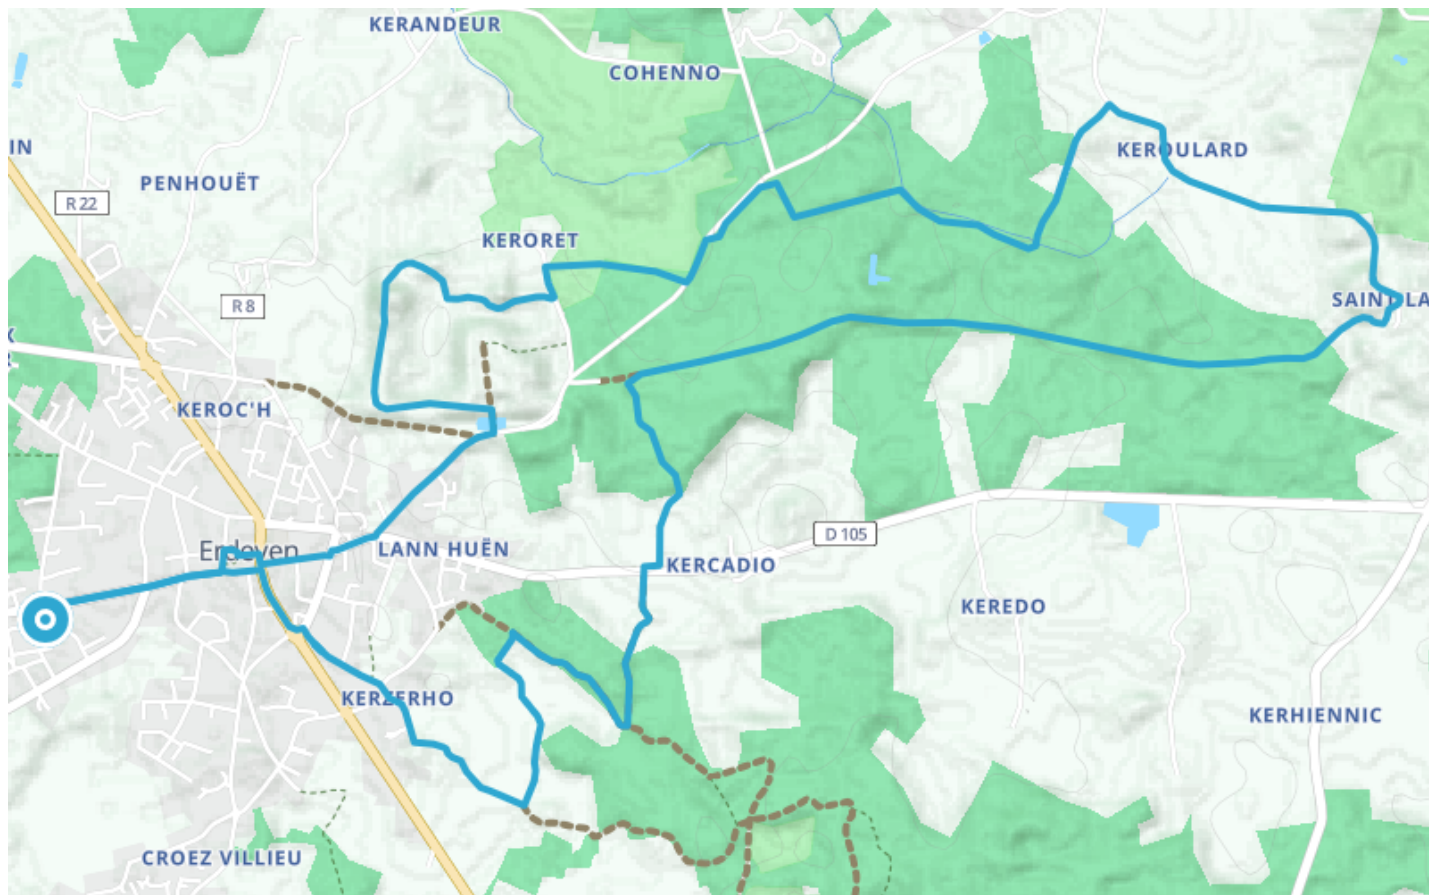 KERANDEUR
COHENNO
IN
KEROULARD
PENHOUËT
R 22
KERORET
R 8
SAINT-LA
KEROC'H
D 105
Erdeven
LANN HUËN
KERCADIO
KEREDO
KERZERHO
KERHIENNIC
CROEZ VILLIEU